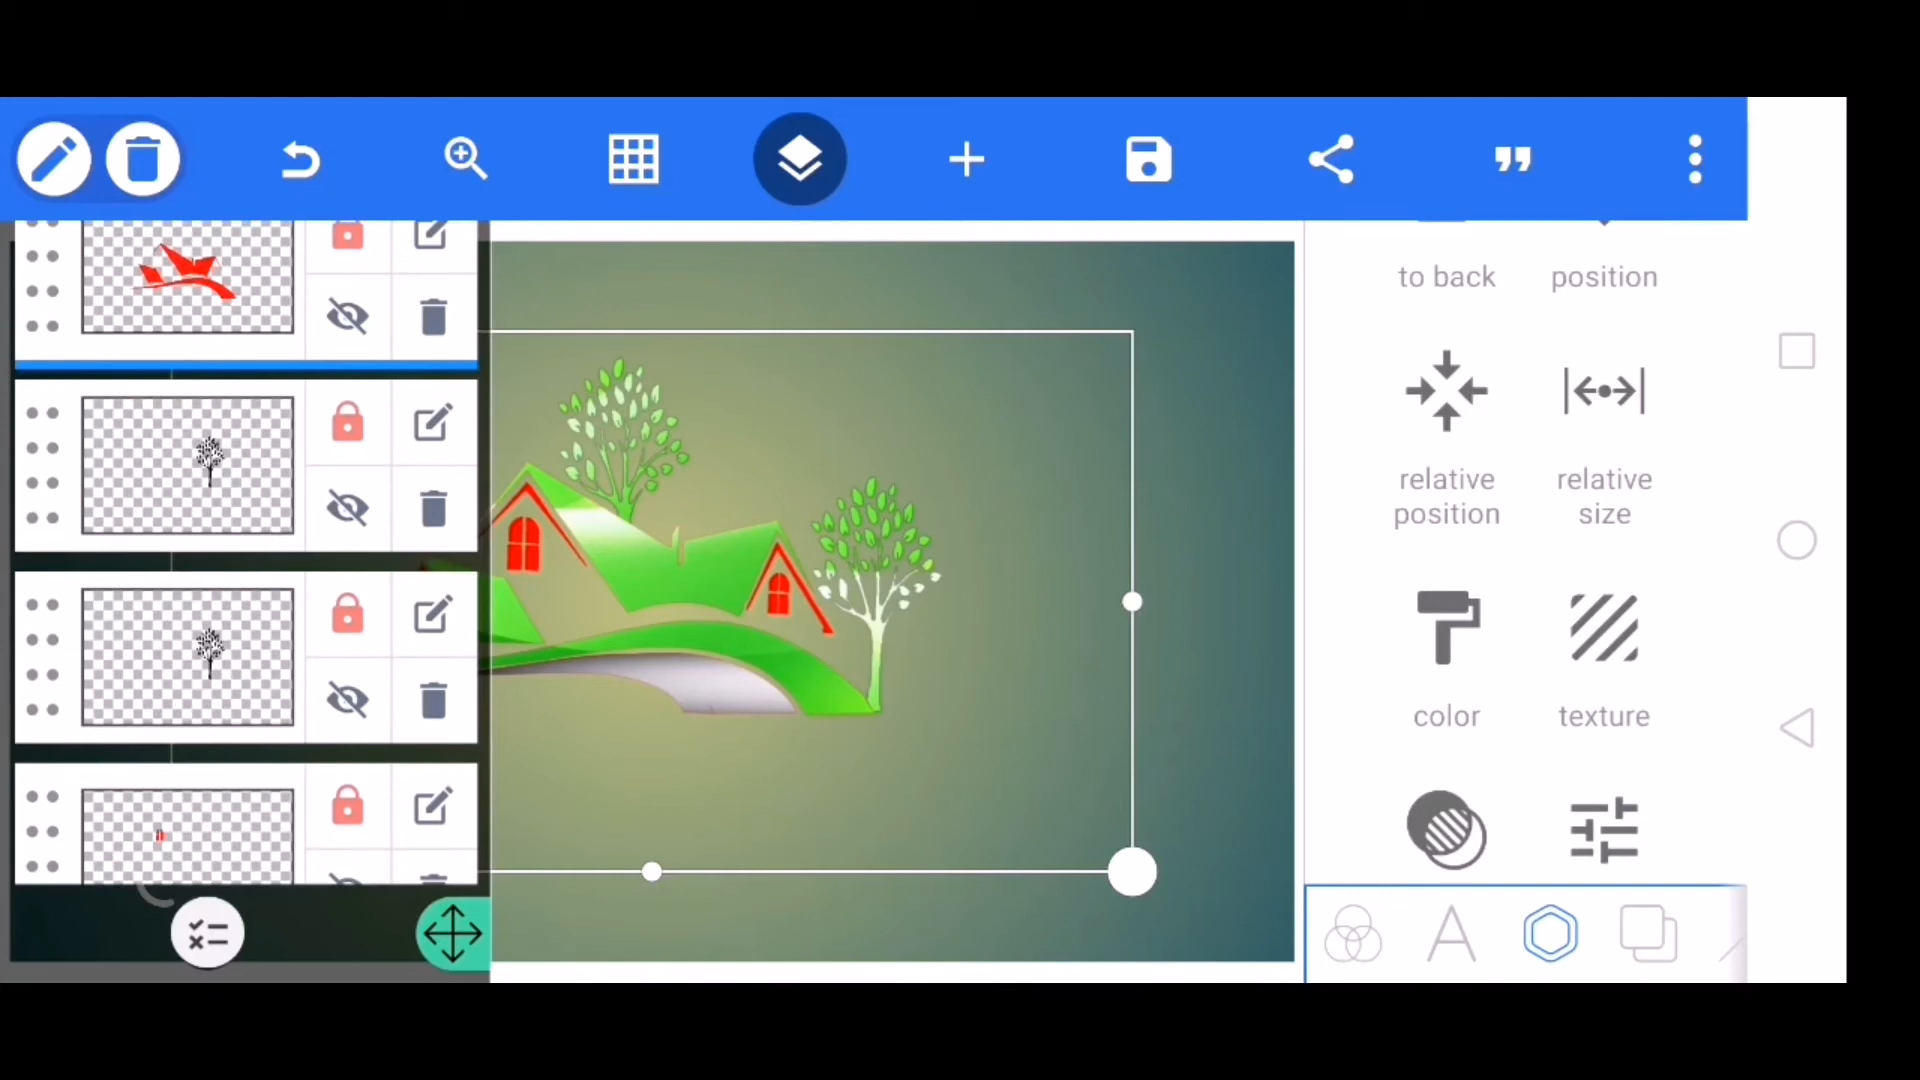 to back
position
relative
position
relative
size
color
texture